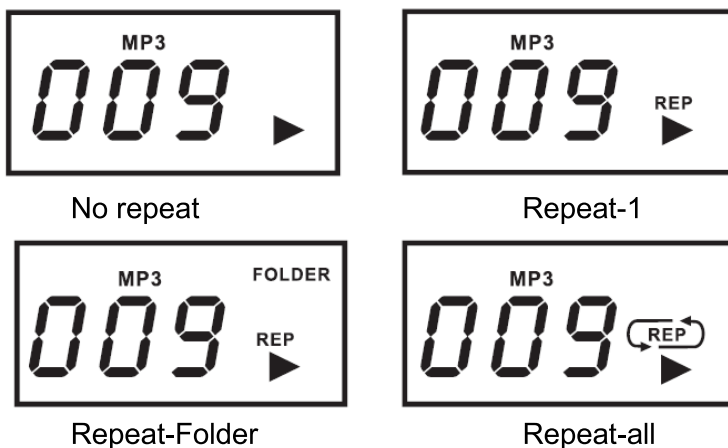 MP3
009
No repeat
MP3
009
REP
Repeat-1
MP3
FOLDER
009
REP
Repeat-Folder
MP3
009
REP
Repeat-all